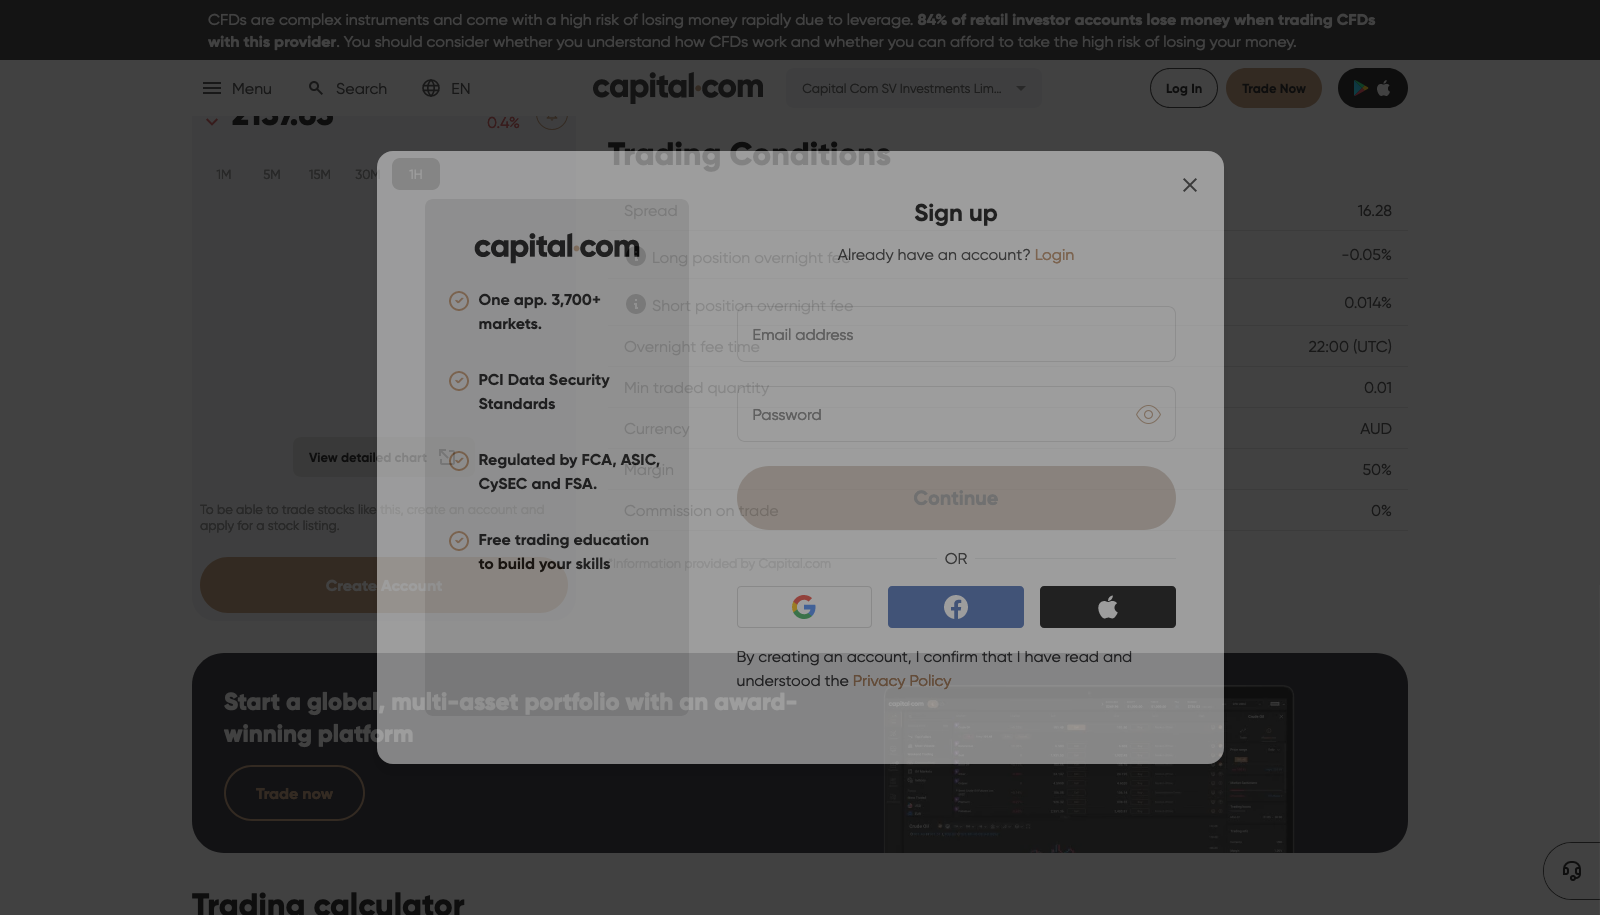 CFDs are complex instruments and come with a high risk of losing money rapidly due to leverage. 84% of retail investor accounts lose money when trading CFDs
with this provider. You should consider whether you understand how CFDs work and whether you can afford to take the high risk of losing your money.
Menu
Search
EN
capital.com
Capital Com SV Investments Lim...
Log In
Trade Now
2157.65
0.4%
1M 5M 15M 30M 1H
View detailed chart
To be able to trade stocks like this, create an account and
apply for a stock listing.
Create Account
Trading Conditions
Spread 16.28
Long position overnight fee -0.05%
Short position overnight fee 0.014%
Overnight fee time 22:00 (UTC)
Min traded quantity 0.01
Currency AUD
Margin 50%
Commission on trade 0%
Information provided by Capital.com
capital.com
One app. 3,700+
markets.
PCI Data Security
Standards
Regulated by FCA, ASIC,
CySEC and FSA.
Free trading education
to build your skills
Sign up
Already have an account? Login
Email address
Password
Continue
OR
By creating an account, I confirm that I have read and
understood the Privacy Policy
Start a global, multi-asset portfolio with an award-
winning platform
Trade now
capital.com
Trading calculator